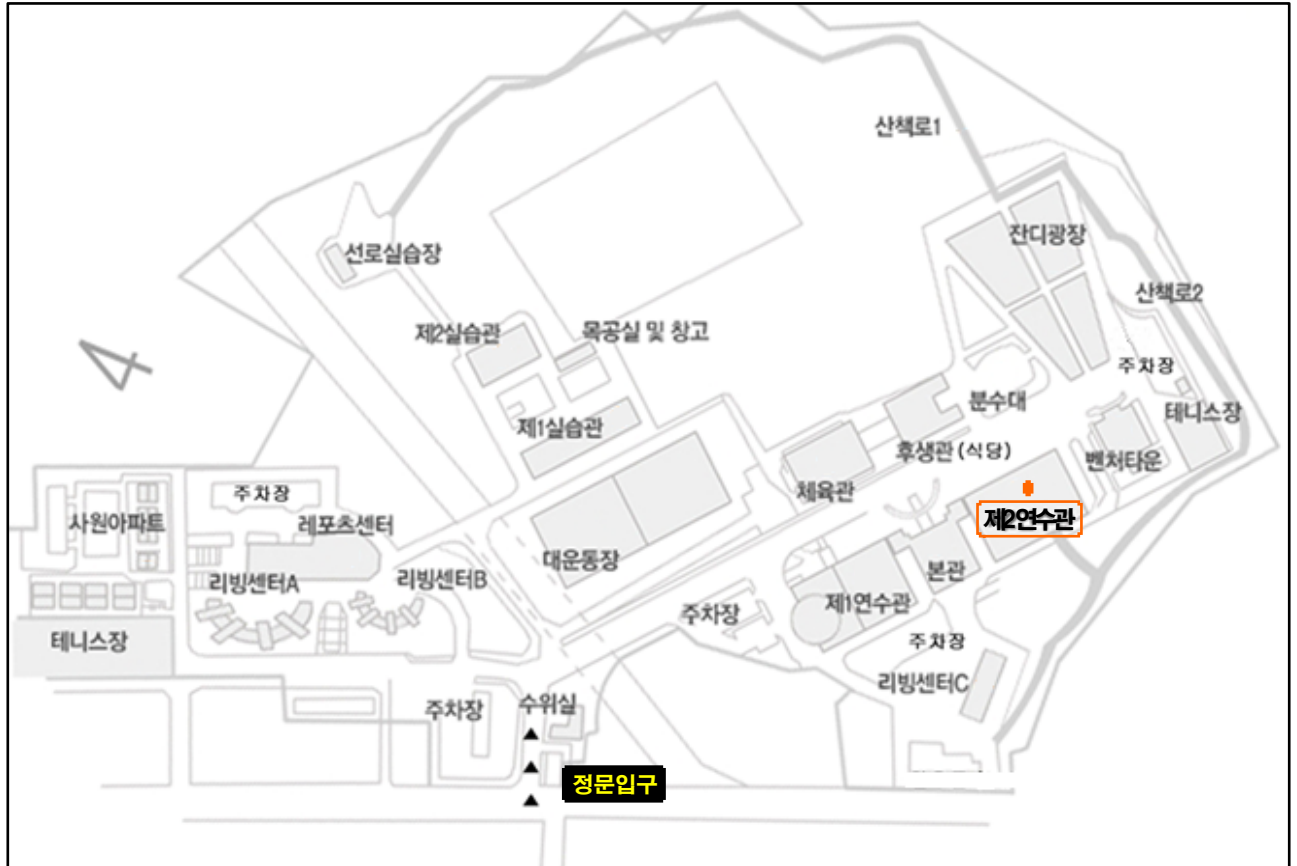 산책로1
잔디광장
선로실습장
산책로2
제2실습관
목공실 및 창고
주차장
분수대
테니스장
제1실습관
후생관 (식당)
벤처타운
체육관
주차장
제2연수관
사원아파트
레포츠센터
대운동장
본관
리빙센터A
리빙센터B
제1연수관
주차장
테니스장
주차장
리빙센터C
수위실
주차장
정문입구